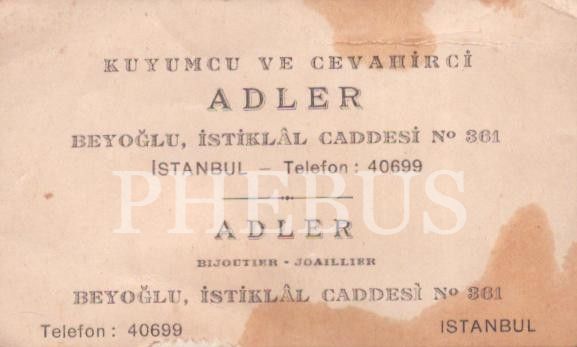 KUYUMCU VE CEVAHİRCİ
ADLER
BEYOĞLU, İSTİKLÂL CADDESİ Nº 361
İSTANBUL — Telefon : 40699
PHEBUS
ADLER
BIJOUTIER - JOAILLIER
BEYOĞLU, İSTİKLÂL CADDESİ Nº 361
Telefon : 40699 ISTANBUL